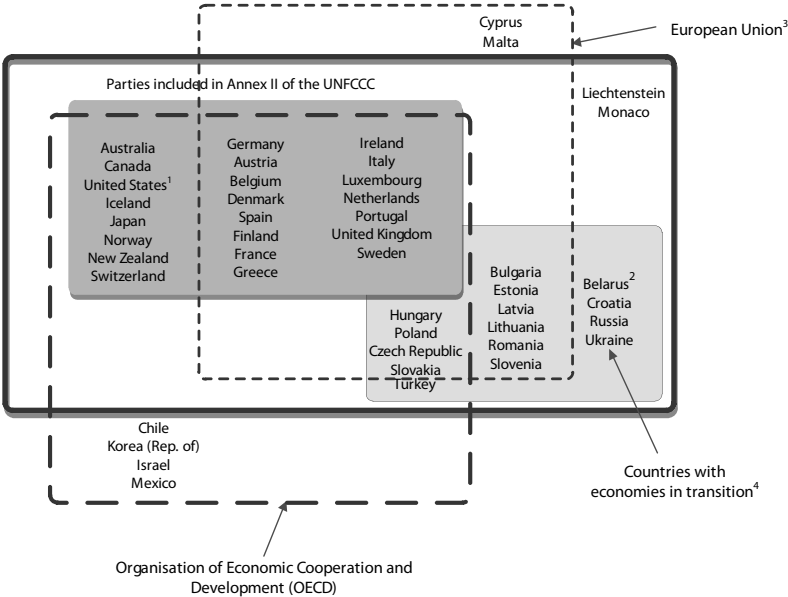 Cyprus
Malta
European Union³
Parties included in Annex II of the UNFCCC
Liechtenstein
Monaco
Australia
Canada
United States¹
Iceland
Japan
Norway
New Zealand
Switzerland
Germany
Austria
Belgium
Denmark
Spain
Finland
France
Greece
Ireland
Italy
Luxembourg
Netherlands
Portugal
United Kingdom
Sweden
Hungary
Poland
Czech Republic
Slovakia
Turkey
Bulgaria
Estonia
Latvia
Lithuania
Romania
Slovenia
Belarus²
Croatia
Russia
Ukraine
Chile
Korea (Rep. of)
Israel
Mexico
Countries with
economies in transition⁴
Organisation of Economic Cooperation and
Development (OECD)